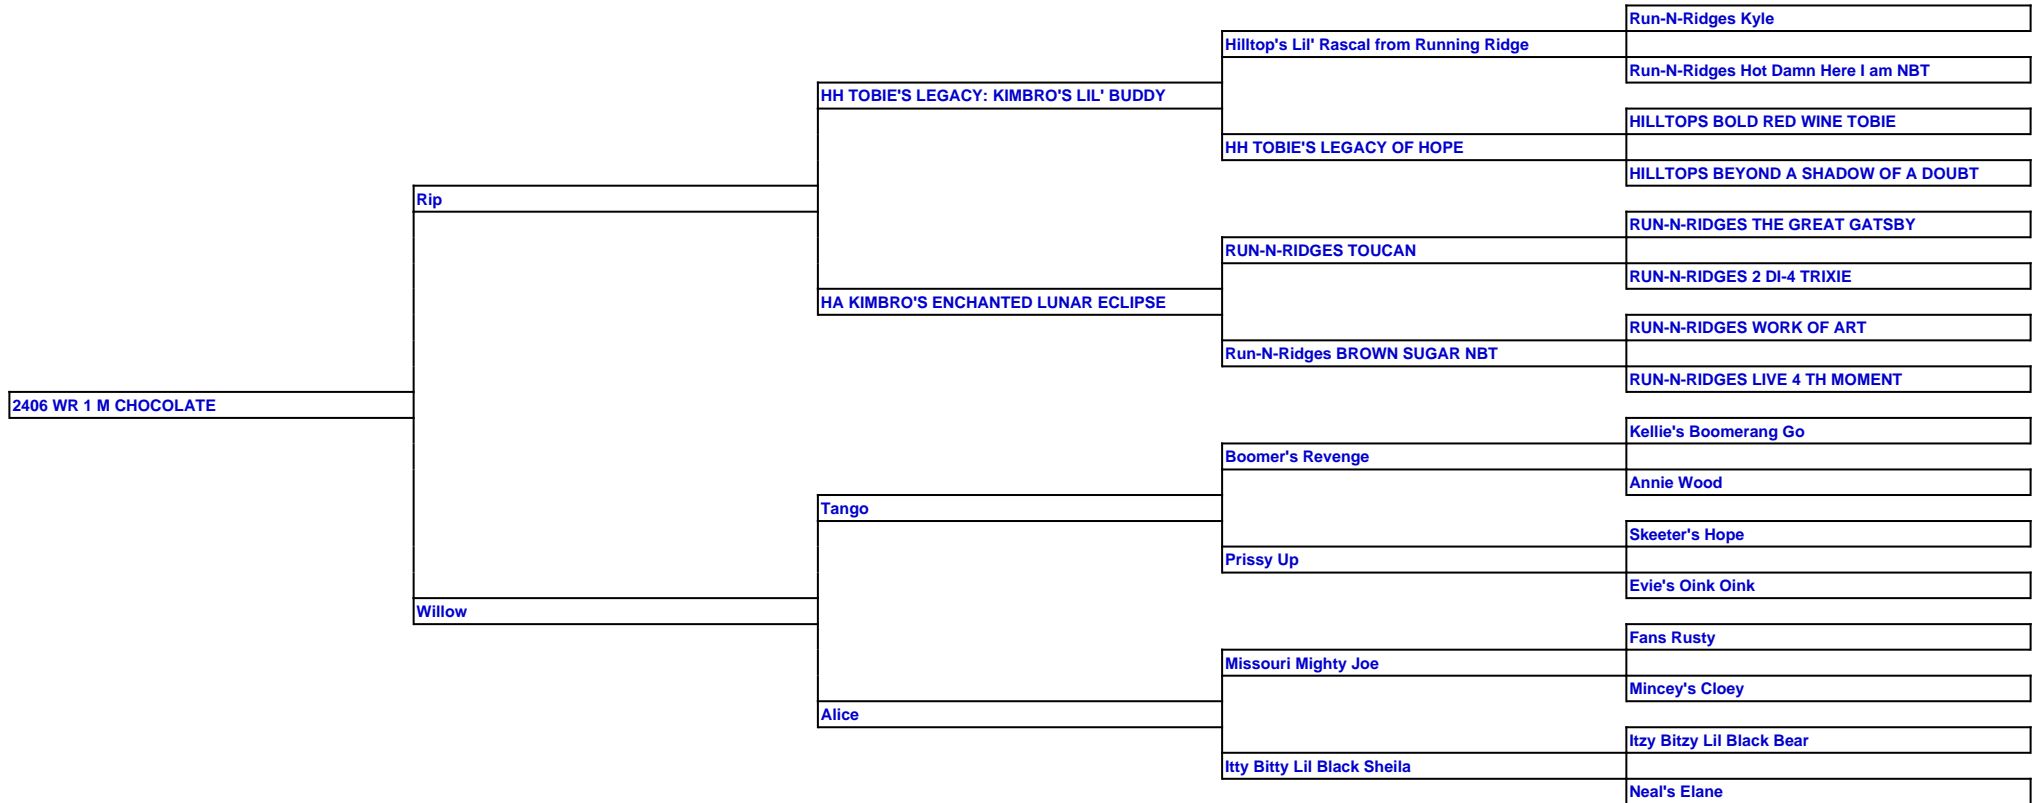 Run-N-Ridges Kyle
Hilltop's Lil' Rascal from Running Ridge
Run-N-Ridges Hot Damn Here I am NBT
HH TOBIE'S LEGACY: KIMBRO'S LIL' BUDDY
HILLTOPS BOLD RED WINE TOBIE
HH TOBIE'S LEGACY OF HOPE
HILLTOPS BEYOND A SHADOW OF A DOUBT
Rip
RUN-N-RIDGES THE GREAT GATSBY
RUN-N-RIDGES TOUCAN
RUN-N-RIDGES 2 DI-4 TRIXIE
HA KIMBRO'S ENCHANTED LUNAR ECLIPSE
RUN-N-RIDGES WORK OF ART
Run-N-Ridges BROWN SUGAR NBT
RUN-N-RIDGES LIVE 4 TH MOMENT
2406 WR 1 M CHOCOLATE
Kellie's Boomerang Go
Boomer's Revenge
Annie Wood
Tango
Skeeter's Hope
Prissy Up
Evie's Oink Oink
Willow
Fans Rusty
Missouri Mighty Joe
Mincey's Cloey
Alice
Itzy Bitzy Lil Black Bear
Itty Bitty Lil Black Sheila
Neal's Elane